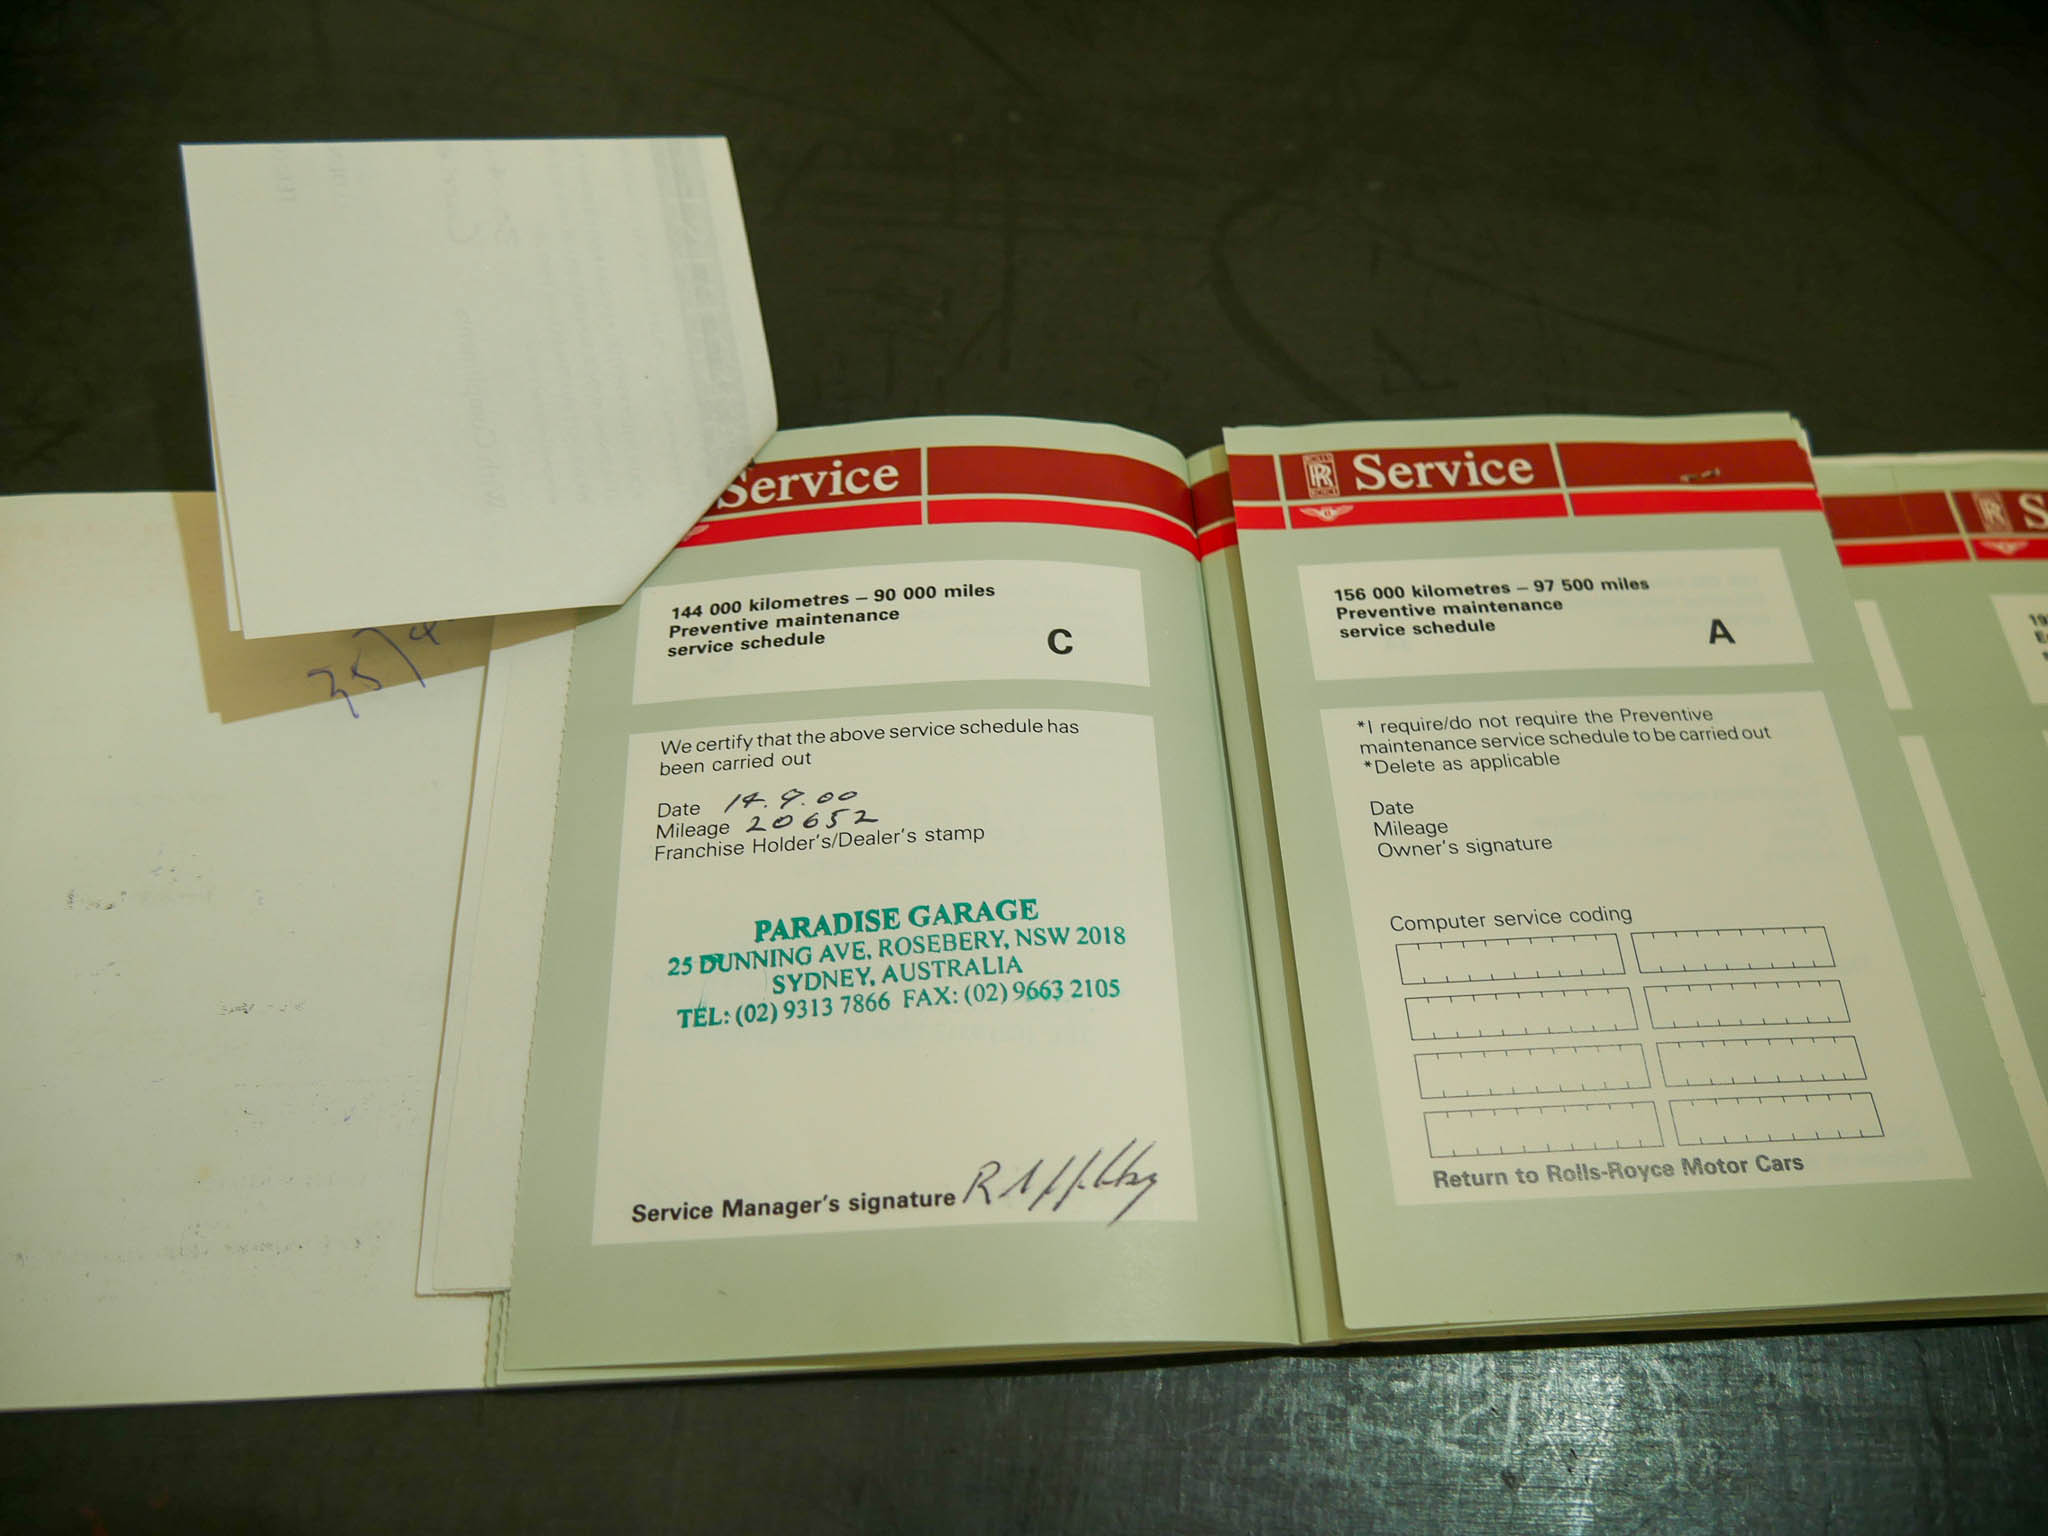 Service
144 000 kilometres – 90 000 miles
Preventive maintenance
service schedule
C
We certify that the above service schedule has
been carried out
Date 14.9.00
Mileage 20652
Franchise Holder's/Dealer's stamp
PARADISE GARAGE
25 DUNNING AVE, ROSEBERY, NSW 2018
SYDNEY, AUSTRALIA
TEL: (02) 9313 7866 FAX: (02) 9663 2105
Service Manager's signature
RR Service
156 000 kilometres – 97 500 miles
Preventive maintenance
service schedule
A
*I require/do not require the Preventive
maintenance service schedule to be carried out
*Delete as applicable
Date
Mileage
Owner's signature
Computer service coding
Return to Rolls-Royce Motor Cars
RR S